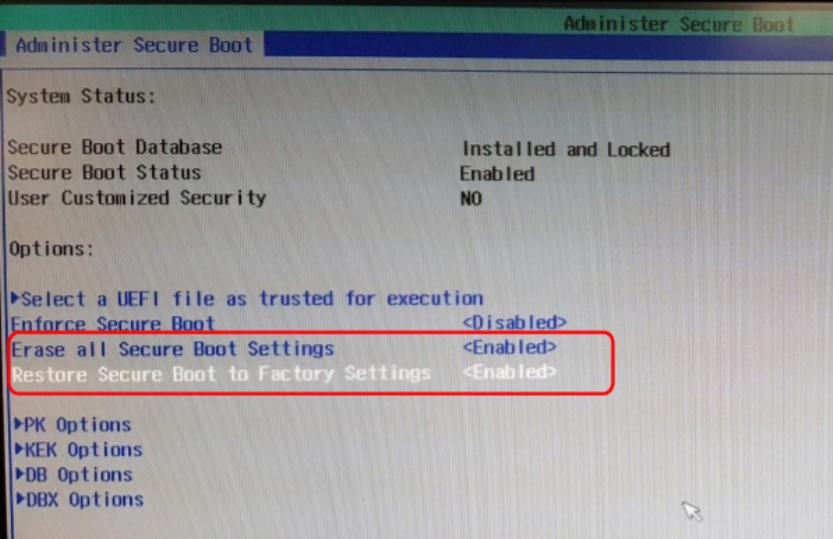 Administer Secure Boot
Administer Secure Boot
System Status:
Secure Boot Database Installed and Locked
Secure Boot Status Enabled
User Customized Security NO
Options:
▶Select a UEFI file as trusted for execution
Enforce Secure Boot <Disabled>
Erase all Secure Boot Settings <Enabled>
Restore Secure Boot to Factory Settings <Enabled>
▶PK Options
▶KEK Options
▶DB Options
▶DBX Options